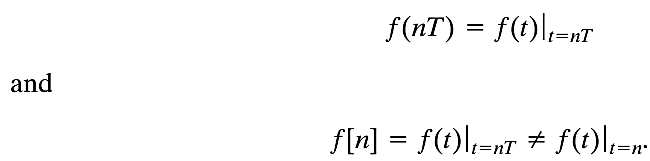 f(nT) = f(t)|t=nT
and
f[n] = f(t)|t=nT ≠ f(t)|t=n.